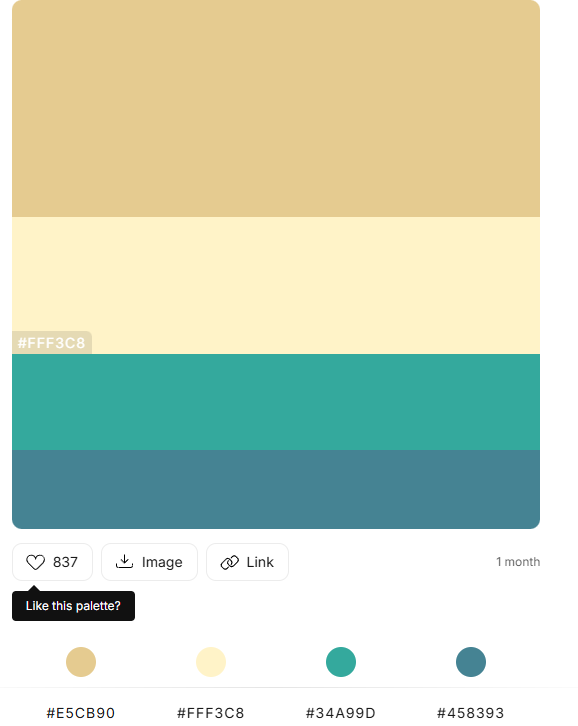 #FFF3C8
837 Image Link 1 month
Like this palette?
#E5CB90 #FFF3C8 #34A99D #458393